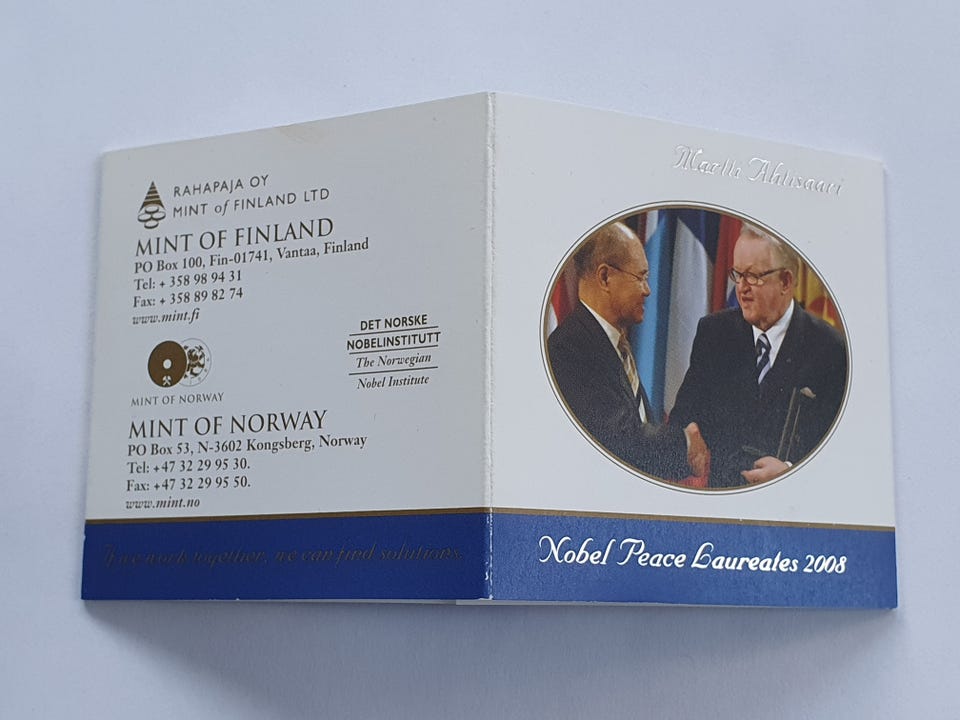 RAHAPAJA OY
MINT of FINLAND LTD
MINT OF FINLAND
PO Box 100, Fin-01741, Vantaa, Finland
Tel: + 358 98 94 31
Fax: + 358 89 82 74
www.mint.fi
DET NORSKE
NOBELINSTITUTT
The Norwegian
Nobel Institute
MINT OF NORWAY
MINT OF NORWAY
PO Box 53, N-3602 Kongsberg, Norway
Tel: +47 32 29 95 30.
Fax: +47 32 29 95 50.
www.mint.no
If we work together, we can find solutions.
Martti Ahtisaari
Nobel Peace Laureates 2008